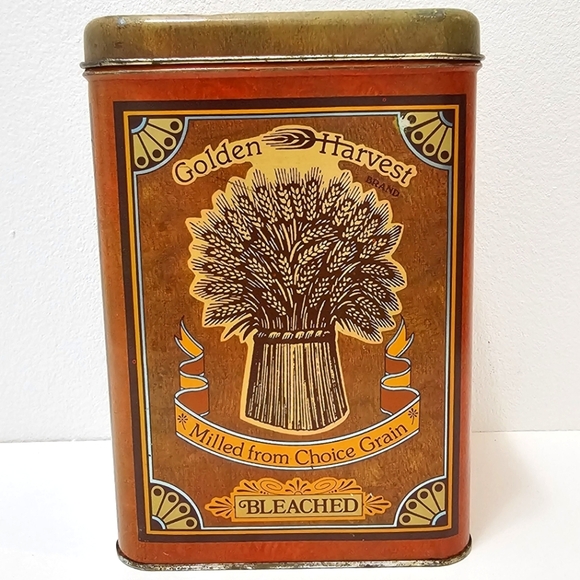 Golden Harvest
BRAND
Milled from Choice Grain
BLEACHED